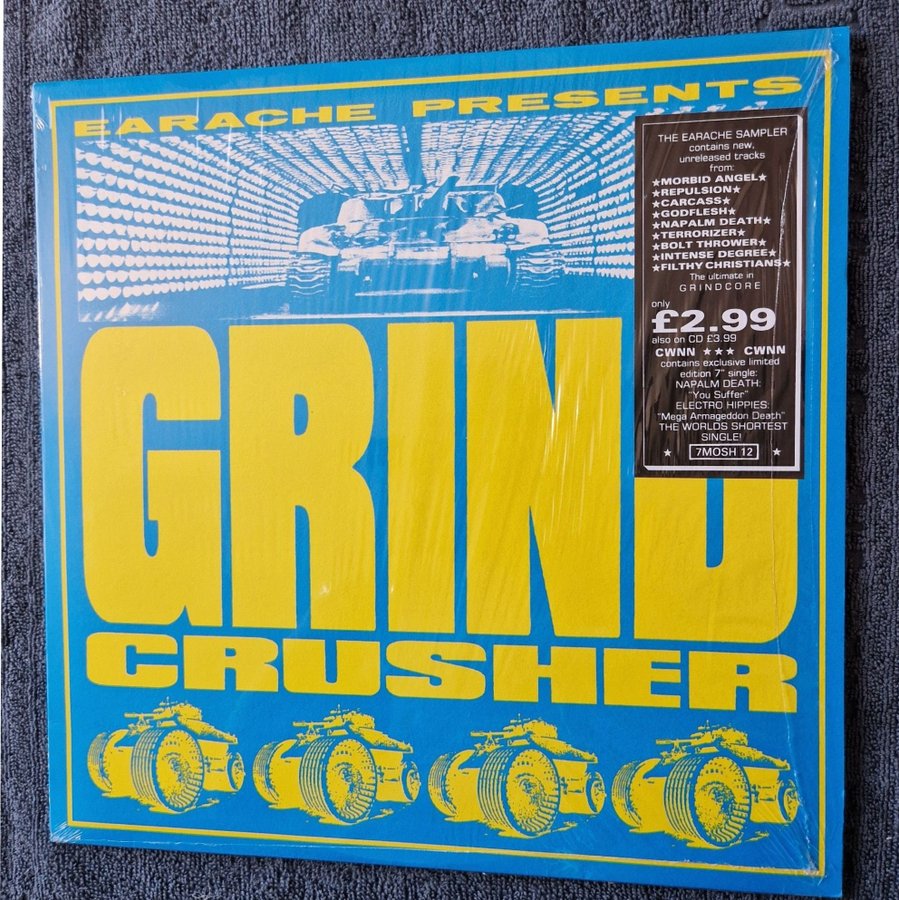 EARACHE PRESENTS
THE EARACHE SAMPLER
contains new,
unreleased tracks
from:
★MORBID ANGEL★
★REPULSION★
★CARCASS★
★GODFLESH★
★NAPALM DEATH★
★TERRORIZER★
★BOLT THROWER★
★INTENSE DEGREE★
★FILTHY CHRISTIANS★
The ultimate in
GRINDCORE
only
£2.99
also on CD £3.99
CWNN ★★★ CWNN
contains exclusive limited
edition 7" single:
NAPALM DEATH:
"You Suffer"
ELECTRO HIPPIES:
"Mega Armageddon Death"
THE WORLDS SHORTEST
SINGLE!
★ 7MOSH 12 ★
GRIND
CRUSHER